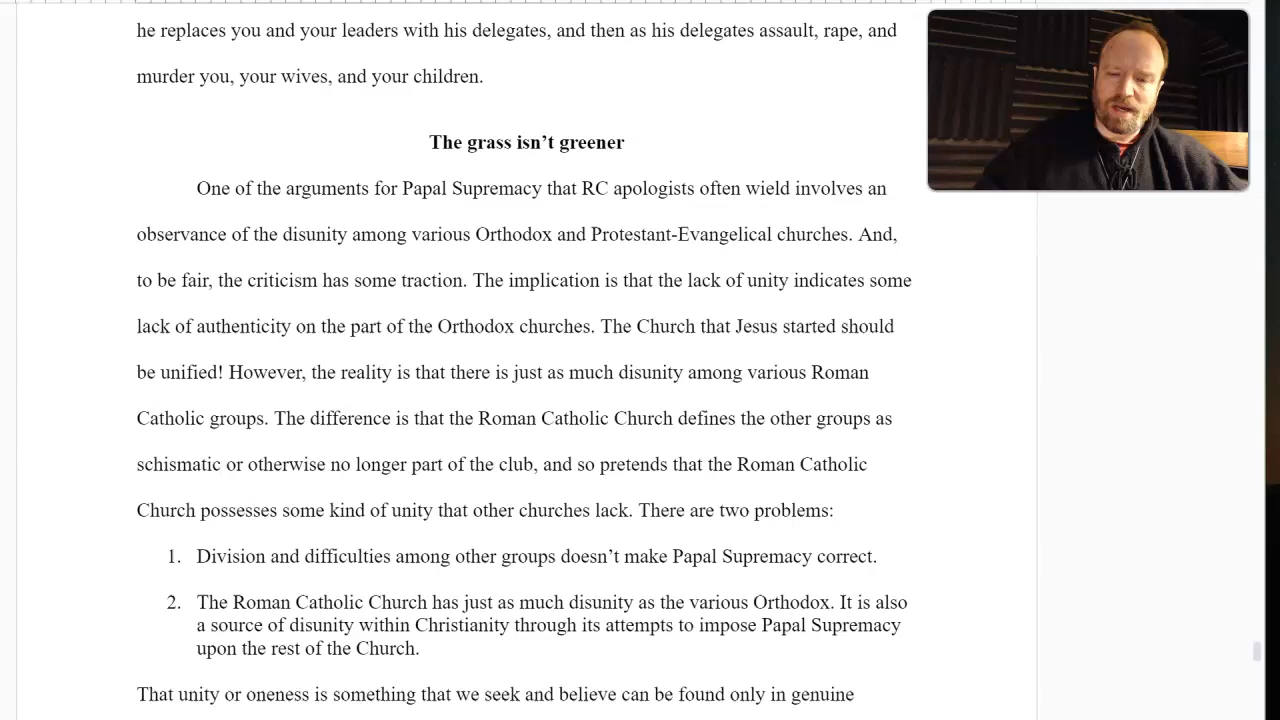 he replaces you and your leaders with his delegates, and then as his delegates assault, rape, and
murder you, your wives, and your children.
The grass isn’t greener
One of the arguments for Papal Supremacy that RC apologists often wield involves an
observance of the disunity among various Orthodox and Protestant-Evangelical churches. And,
to be fair, the criticism has some traction. The implication is that the lack of unity indicates some
lack of authenticity on the part of the Orthodox churches. The Church that Jesus started should
be unified! However, the reality is that there is just as much disunity among various Roman
Catholic groups. The difference is that the Roman Catholic Church defines the other groups as
schismatic or otherwise no longer part of the club, and so pretends that the Roman Catholic
Church possesses some kind of unity that other churches lack. There are two problems:
1. Division and difficulties among other groups doesn’t make Papal Supremacy correct.
2. The Roman Catholic Church has just as much disunity as the various Orthodox. It is also
a source of disunity within Christianity through its attempts to impose Papal Supremacy
upon the rest of the Church.
That unity or oneness is something that we seek and believe can be found only in genuine